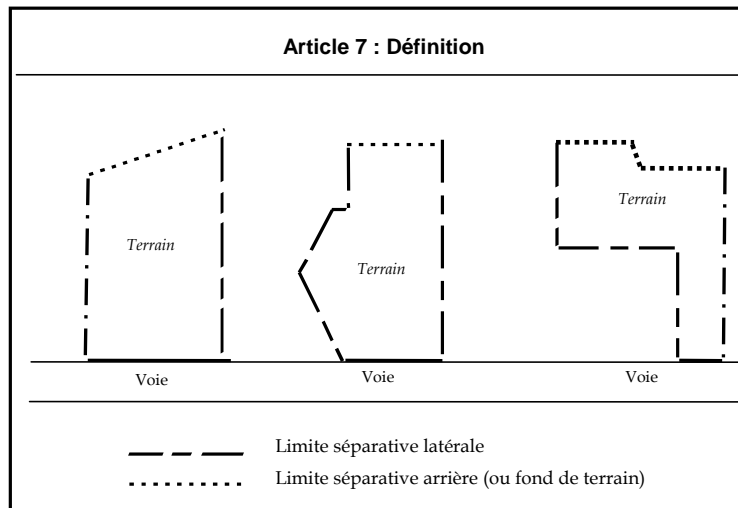 Article 7 : Définition
Terrain
Terrain
Terrain
Voie
Voie
Voie
Limite séparative latérale
Limite séparative arrière (ou fond de terrain)